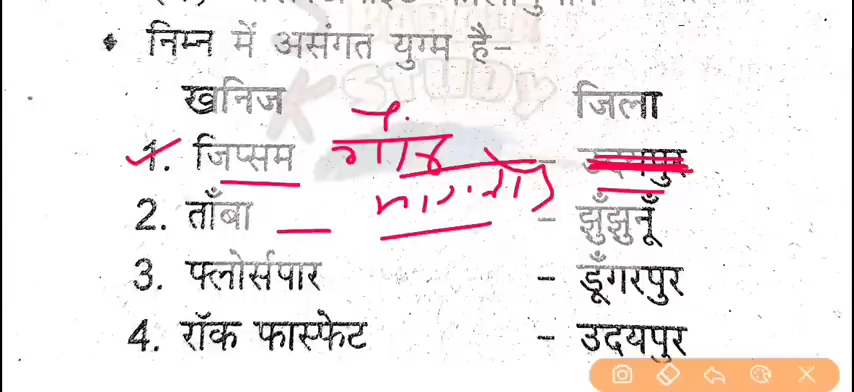 • निम्न में असंगत युग्म है–
खनिज जिला
1. जिप्सम - उदयपुर
2. ताँबा - झुँझुनूँ
3. फ्लोर्सपार - डूँगरपुर
4. रॉक फास्फेट - उदयपुर